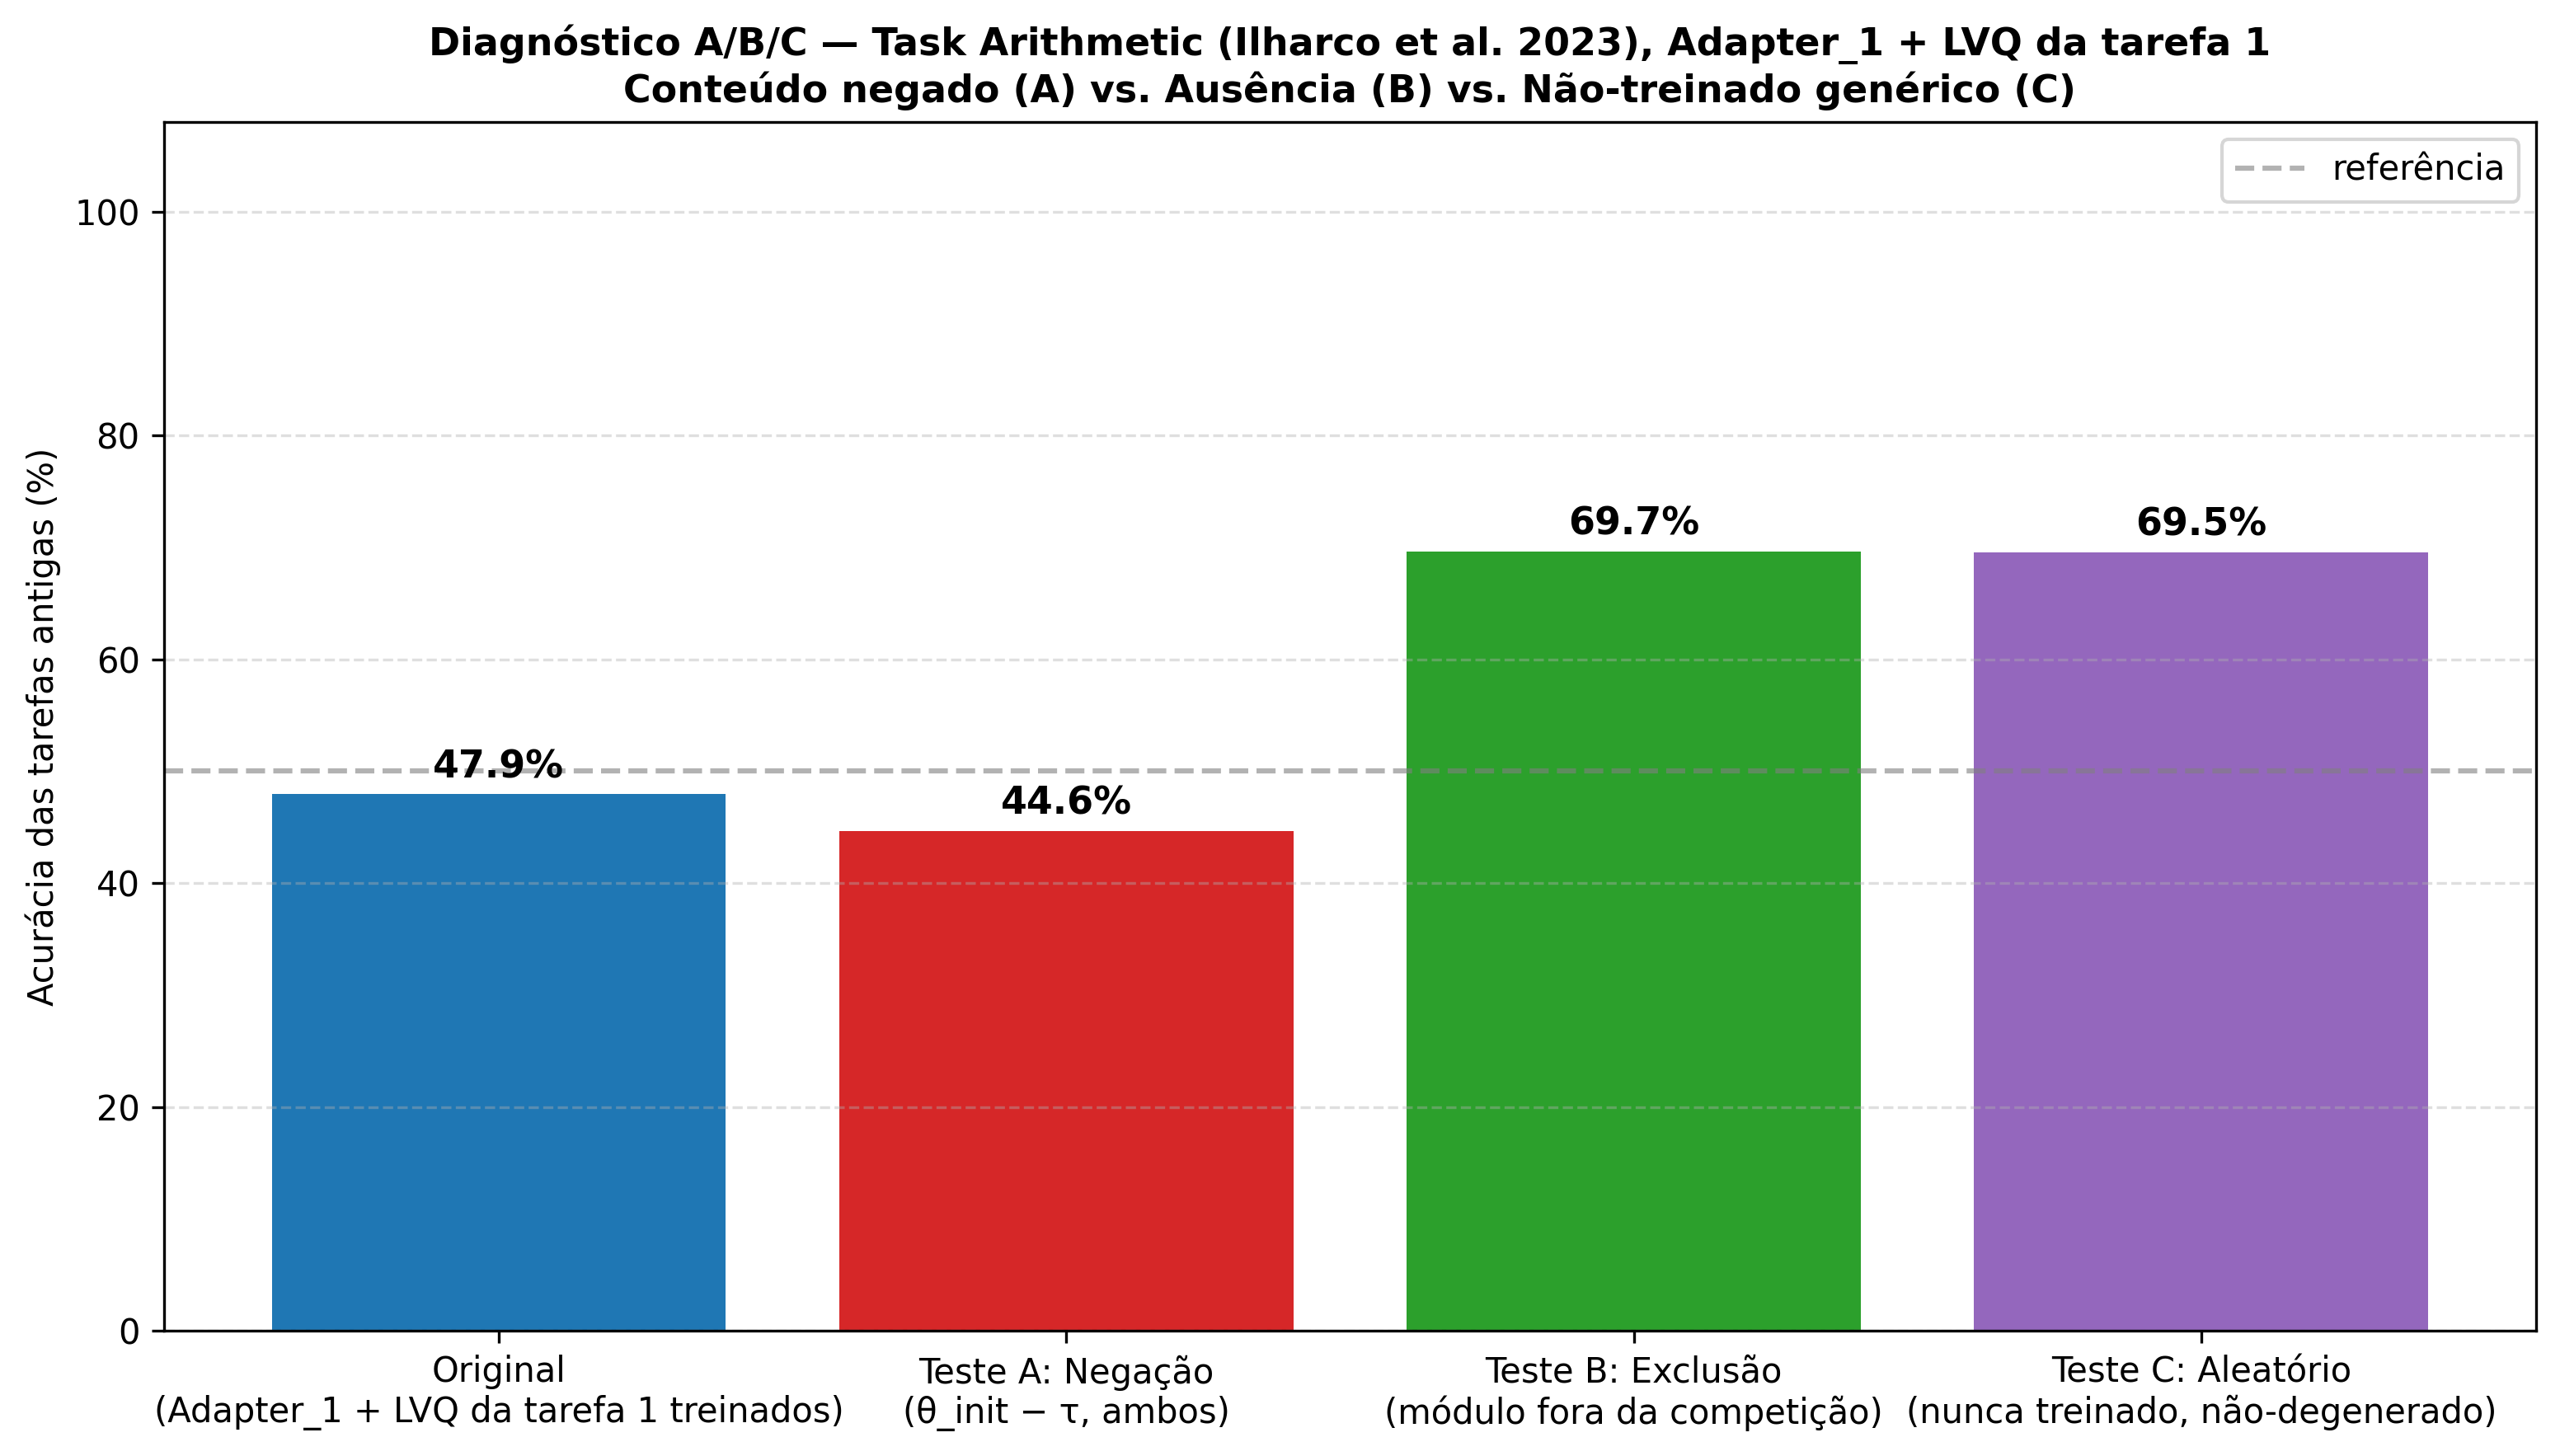 Diagnóstico A/B/C — Task Arithmetic (Ilharco et al. 2023), Adapter_1 + LVQ da tarefa 1
Conteúdo negado (A) vs. Ausência (B) vs. Não-treinado genérico (C)
referência
Acurácia das tarefas antigas (%)
100
80
60
40
20
0
47.9%
44.6%
69.7%
69.5%
Original
(Adapter_1 + LVQ da tarefa 1 treinados)
Teste A: Negação
(θ_init − τ, ambos)
Teste B: Exclusão
(módulo fora da competição)
Teste C: Aleatório
(nunca treinado, não-degenerado)